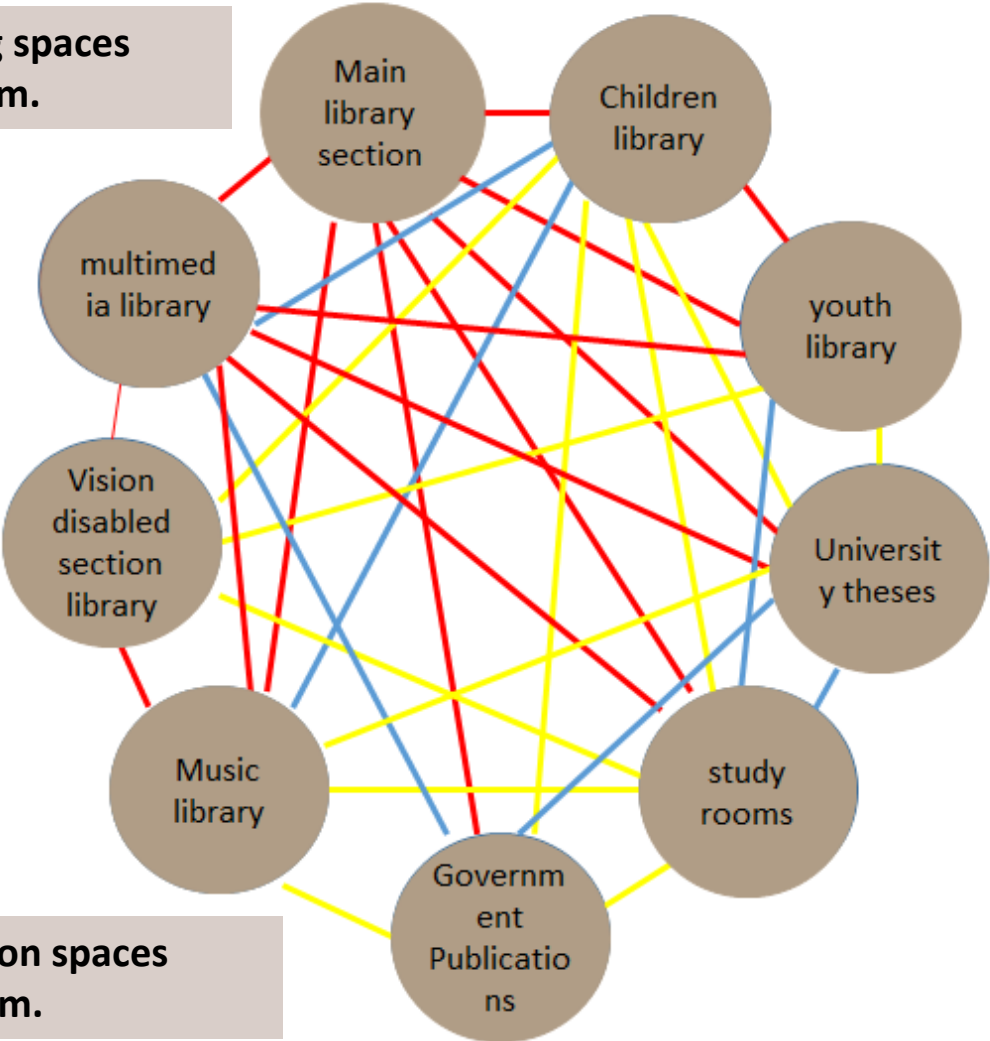 g spaces
m.
Main
library
section
Children
library
multimed
ia library
youth
library
Vision
disabled
section
library
Universit
y theses
Music
library
study
rooms
Governm
ent
Publicatio
ns
on spaces
m.